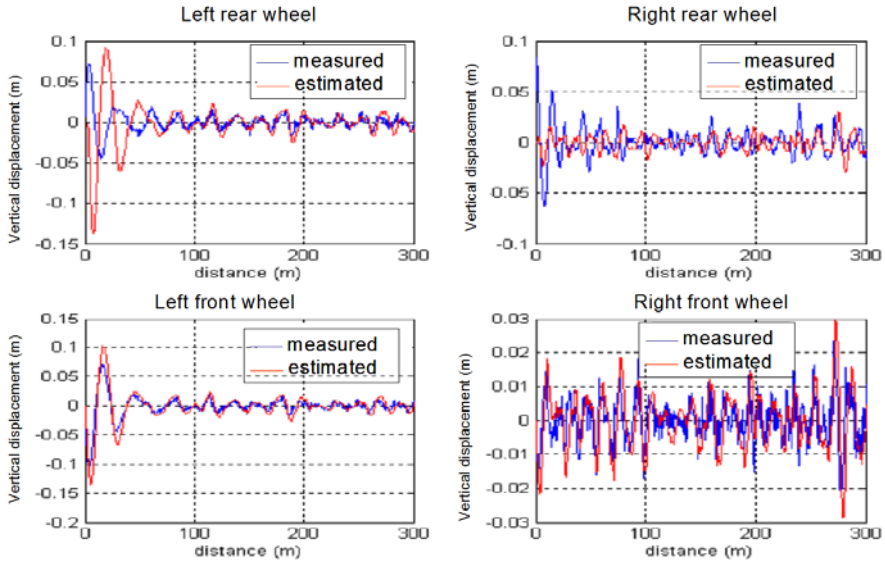 Left rear wheel
Vertical displacement (m)
0.1
0.05
0
-0.05
-0.1
-0.15
measured
estimated
0 100 200 300
distance (m)
Right rear wheel
Vertical displacement (m)
0.1
0.05
0
0.05
-0.1
measured
estimated
0 100 200 300
distance (m)
Left front wheel
Vertical displacement (m)
0.15
0.1
0.05
0
-0.05
-0.1
-0.15
-0.2
measured
estimated
0 100 200 300
distance (m)
Right front wheel
Vertical displacement (m)
0.03
0.02
0.01
0
-0.01
-0.02
-0.03
measured
estimated
0 100 200 300
distance (m)